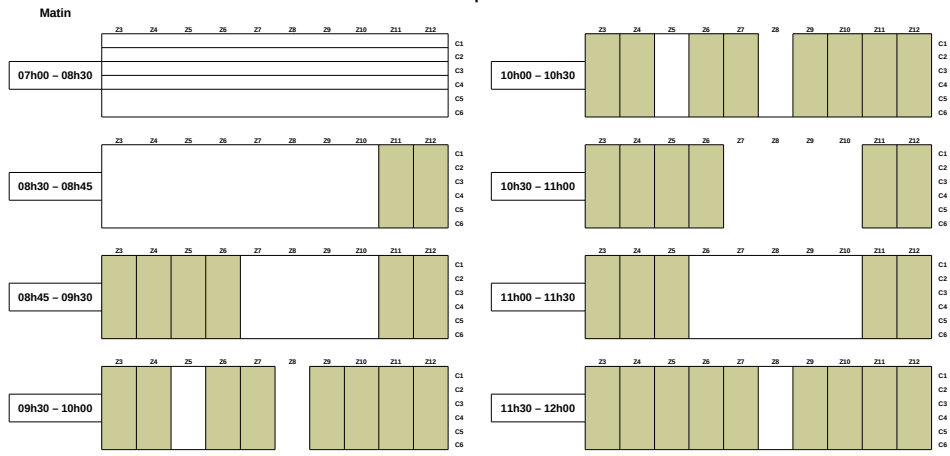 Matin
Z3 Z4 Z5 Z6 Z7 Z8 Z9 Z10 Z11 Z12
07h00 – 08h30
C1
C2
C3
C4
C5
C6
Z3 Z4 Z5 Z6 Z7 Z8 Z9 Z10 Z11 Z12
08h30 – 08h45
C1
C2
C3
C4
C5
C6
Z3 Z4 Z5 Z6 Z7 Z8 Z9 Z10 Z11 Z12
08h45 – 09h30
C1
C2
C3
C4
C5
C6
Z3 Z4 Z5 Z6 Z7 Z8 Z9 Z10 Z11 Z12
09h30 – 10h00
C1
C2
C3
C4
C5
C6
Z3 Z4 Z5 Z6 Z7 Z8 Z9 Z10 Z11 Z12
10h00 – 10h30
C1
C2
C3
C4
C5
C6
Z3 Z4 Z5 Z6 Z7 Z8 Z9 Z10 Z11 Z12
10h30 – 11h00
C1
C2
C3
C4
C5
C6
Z3 Z4 Z5 Z6 Z7 Z8 Z9 Z10 Z11 Z12
11h00 – 11h30
C1
C2
C3
C4
C5
C6
Z3 Z4 Z5 Z6 Z7 Z8 Z9 Z10 Z11 Z12
11h30 – 12h00
C1
C2
C3
C4
C5
C6